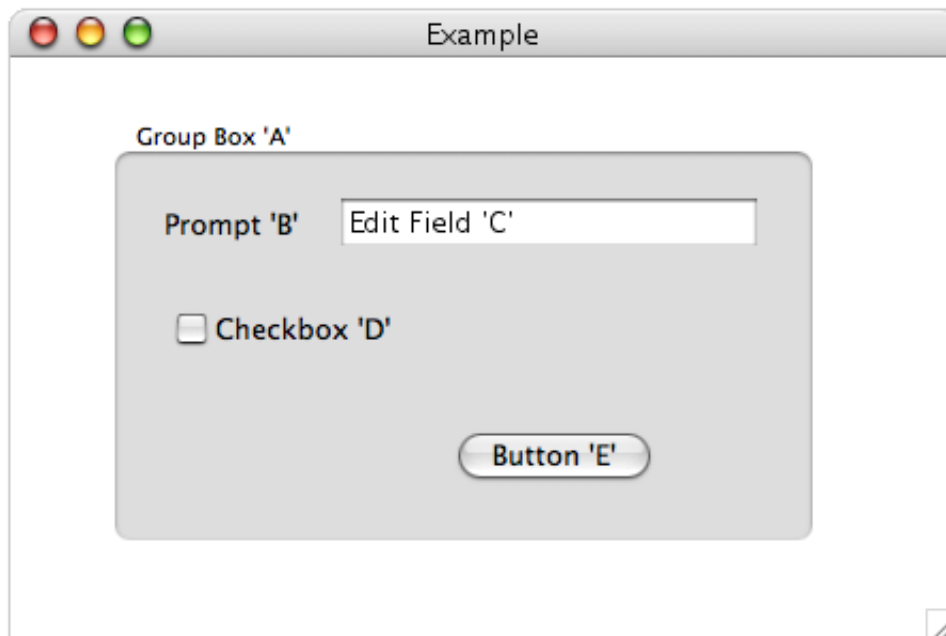 Example
Group Box 'A'
Prompt 'B' Edit Field 'C'
Checkbox 'D'
Button 'E'